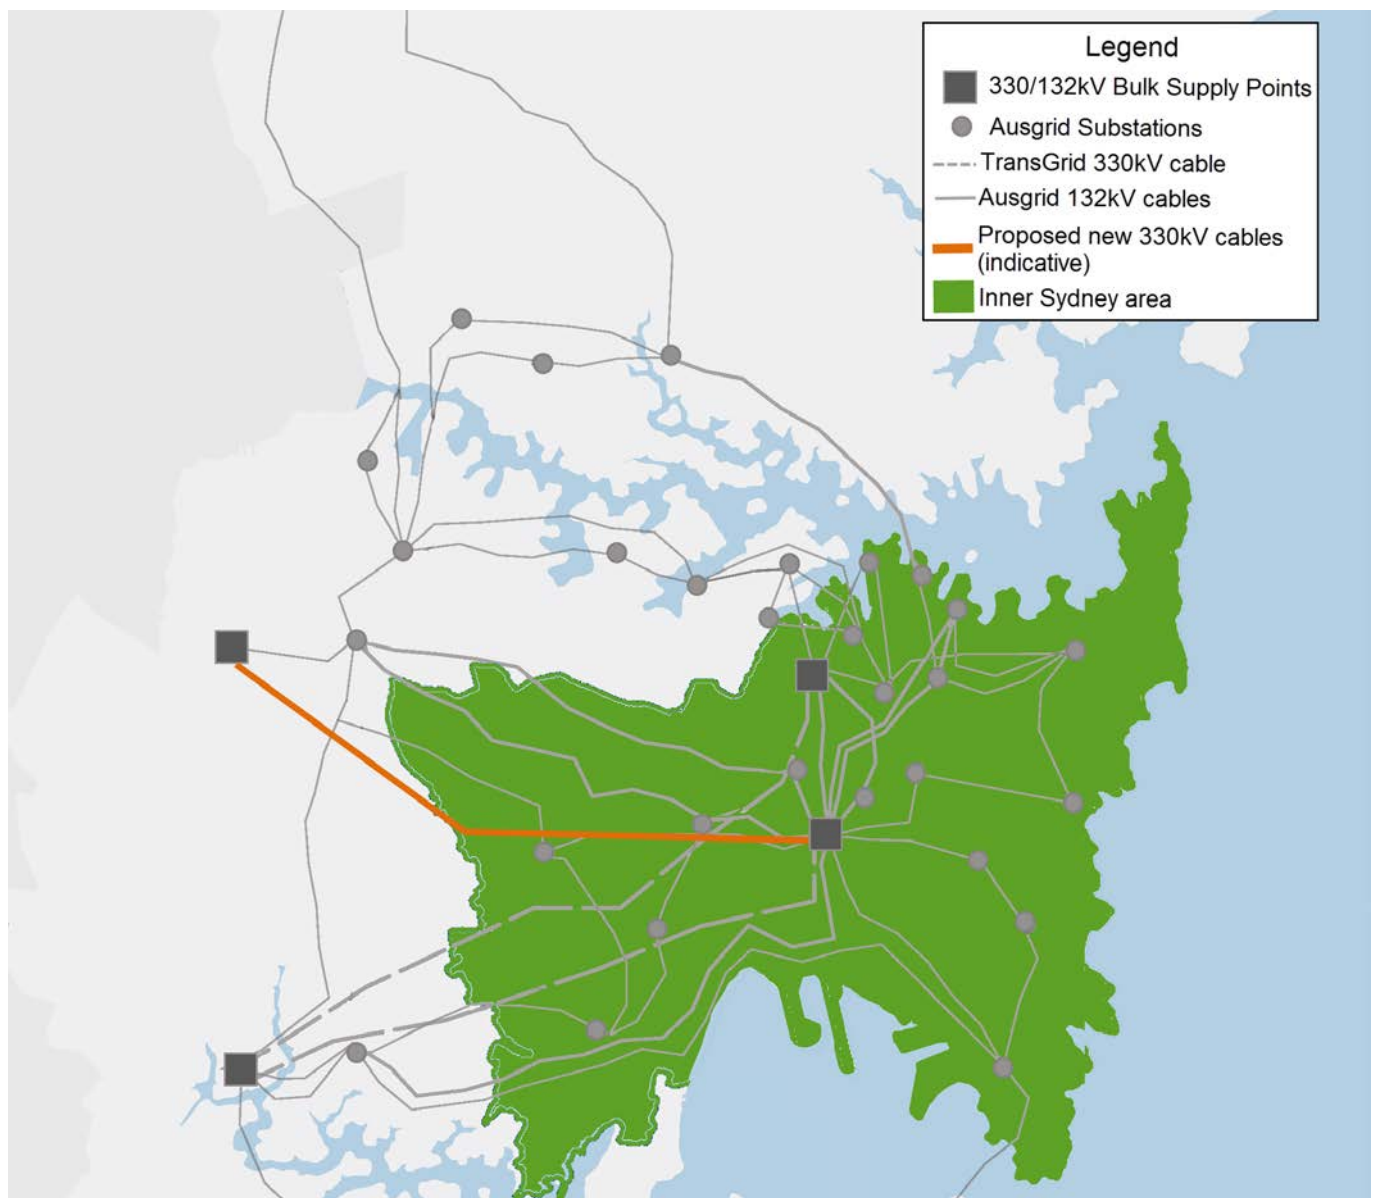 Legend
330/132kV Bulk Supply Points
Ausgrid Substations
TransGrid 330kV cable
Ausgrid 132kV cables
Proposed new 330kV cables
(indicative)
Inner Sydney area